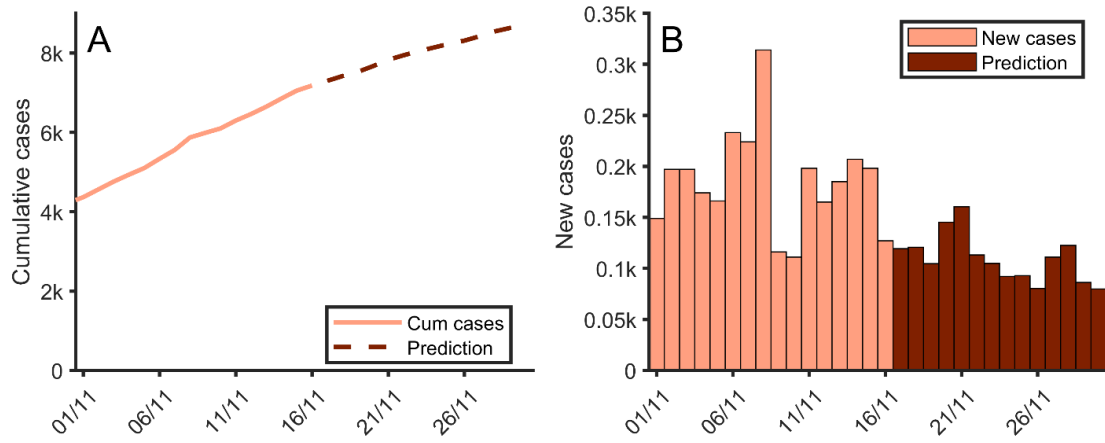 A
8k
6k
4k
2k
0
Cumulative cases
Cum cases
Prediction
01/11
06/11
11/11
16/11
21/11
26/11
B
0.35k
0.3k
0.25k
0.2k
0.15k
0.1k
0.05k
0
New cases
New cases
Prediction
01/11
06/11
11/11
16/11
21/11
26/11